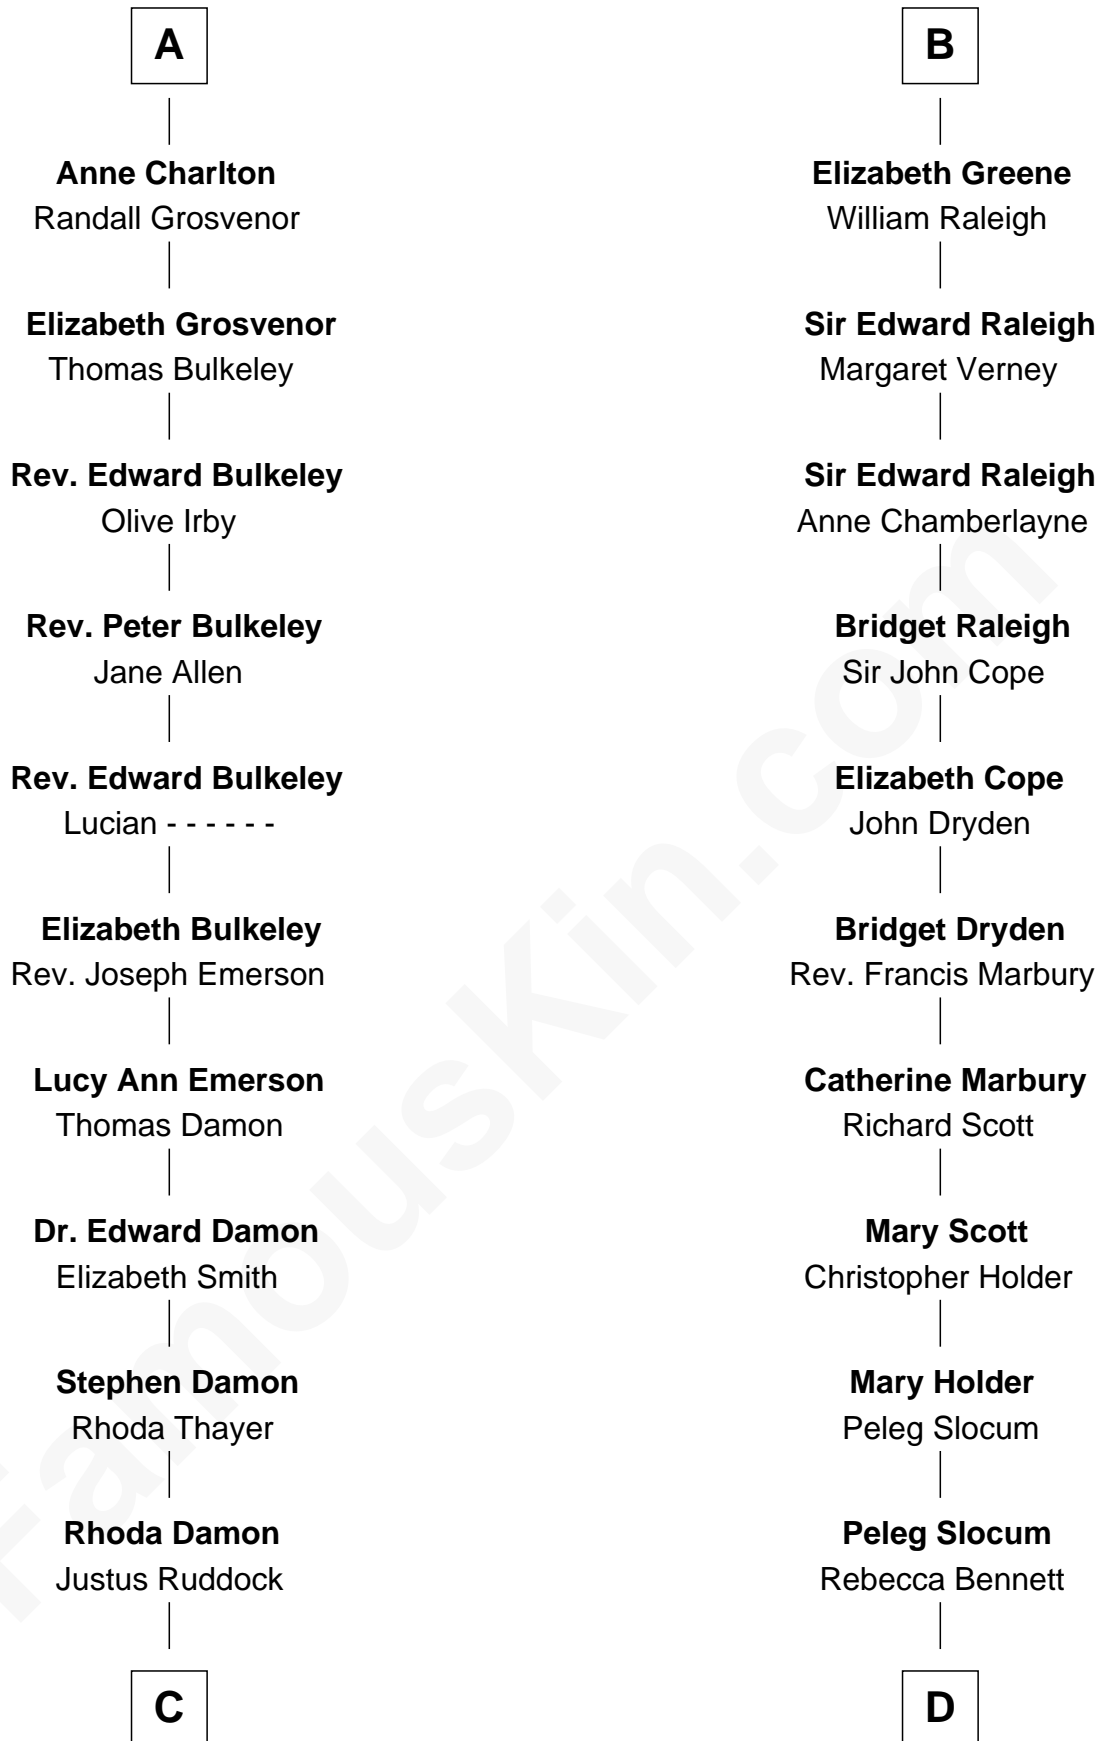 A
Anne Charlton
Randall Grosvenor
Elizabeth Grosvenor
Thomas Bulkeley
Rev. Edward Bulkeley
Olive Irby
Rev. Peter Bulkeley
Jane Allen
Rev. Edward Bulkeley
Lucian - - - - - -
Elizabeth Bulkeley
Rev. Joseph Emerson
Lucy Ann Emerson
Thomas Damon
Dr. Edward Damon
Elizabeth Smith
Stephen Damon
Rhoda Thayer
Rhoda Damon
Justus Ruddock
C
B
Elizabeth Greene
William Raleigh
Sir Edward Raleigh
Margaret Verney
Sir Edward Raleigh
Anne Chamberlayne
Bridget Raleigh
Sir John Cope
Elizabeth Cope
John Dryden
Bridget Dryden
Rev. Francis Marbury
Catherine Marbury
Richard Scott
Mary Scott
Christopher Holder
Mary Holder
Peleg Slocum
Peleg Slocum
Rebecca Bennett
D
FamousKin.com